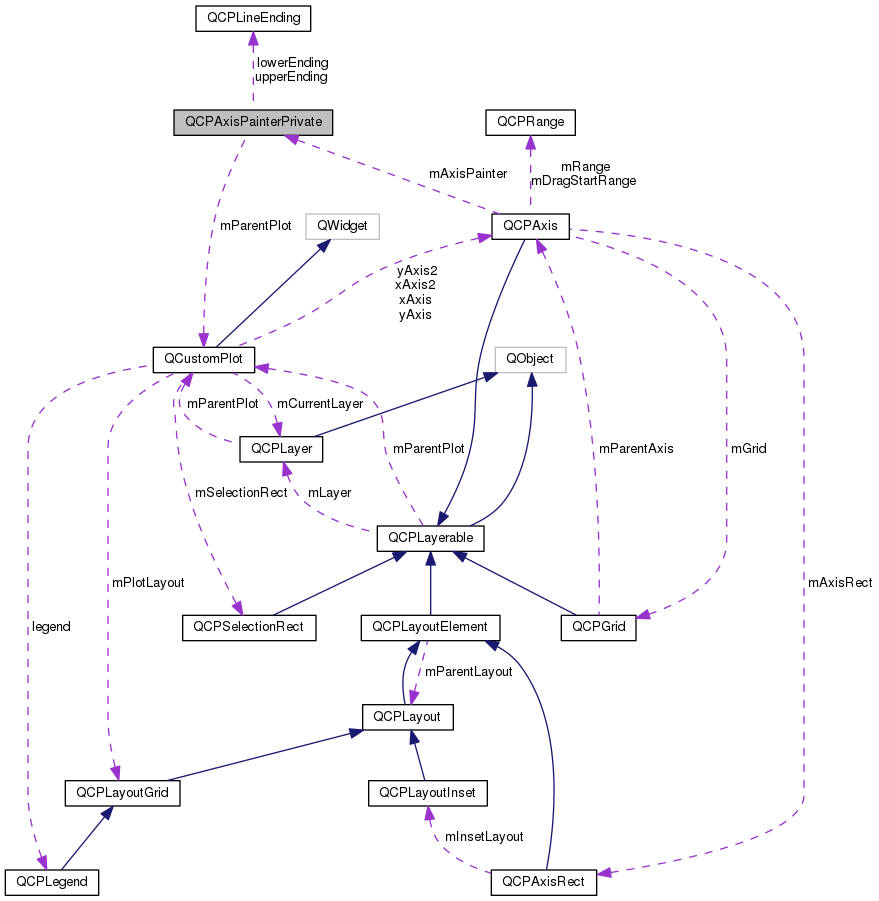 QCPLineEnding
lowerEnding
upperEnding
QCPAxisPainterPrivate
QCPRange
mRange
mDragStartRange
mAxisPainter
QWidget
QCPAxis
mParentPlot
yAxis2
xAxis2
xAxis
yAxis
QCustomPlot
QObject
mParentPlot
mCurrentLayer
QCPLayer
mParentPlot
mParentAxis
mGrid
mSelectionRect
mLayer
QCPLayerable
mPlotLayout
mAxisRect
legend
QCPSelectionRect
QCPLayoutElement
QCPGrid
mParentLayout
QCPLayout
QCPLayoutGrid
QCPLayoutInset
mInsetLayout
QCPLegend
QCPAxisRect